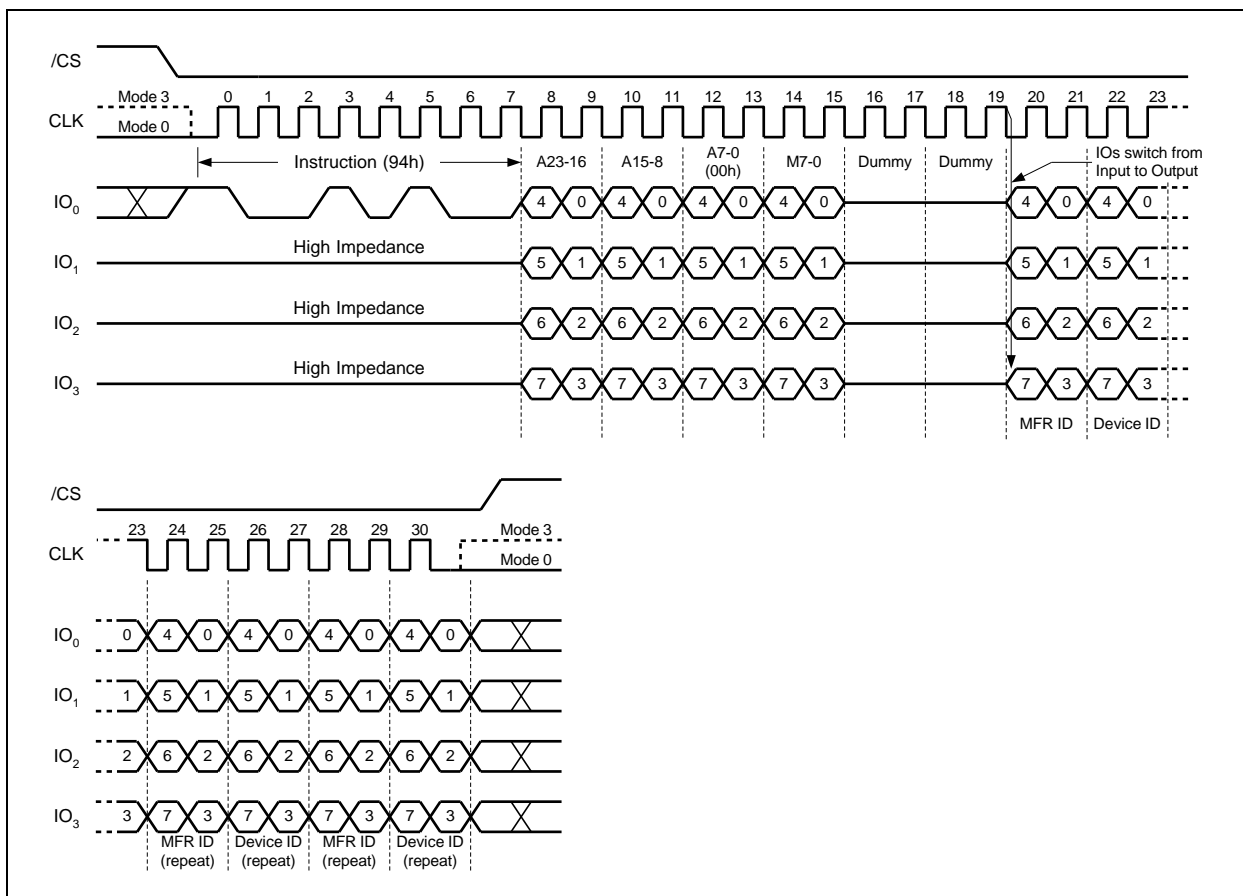 /CS
Mode 3 0 1 2 3 4 5 6 7 8 9 10 11 12 13 14 15 16 17 18 19 20 21 22 23
CLK
Mode 0
Instruction (94h) A23-16 A15-8 A7-0 (00h) M7-0 Dummy Dummy IOs switch from Input to Output
IO0 4 0 4 0 4 0 4 0 4 0 4 0
High Impedance
IO1 5 1 5 1 5 1 5 1 5 1 5 1
High Impedance
IO2 6 2 6 2 6 2 6 2 6 2 6 2
High Impedance
IO3 7 3 7 3 7 3 7 3 7 3 7 3
MFR ID Device ID
/CS
23 24 25 26 27 28 29 30 Mode 3
CLK
Mode 0
IO0 0 4 0 4 0 4 0 4 0
IO1 1 5 1 5 1 5 1 5 1
IO2 2 6 2 6 2 6 2 6 2
IO3 3 7 3 7 3 7 3 7 3
MFR ID Device ID MFR ID Device ID
(repeat) (repeat) (repeat) (repeat)